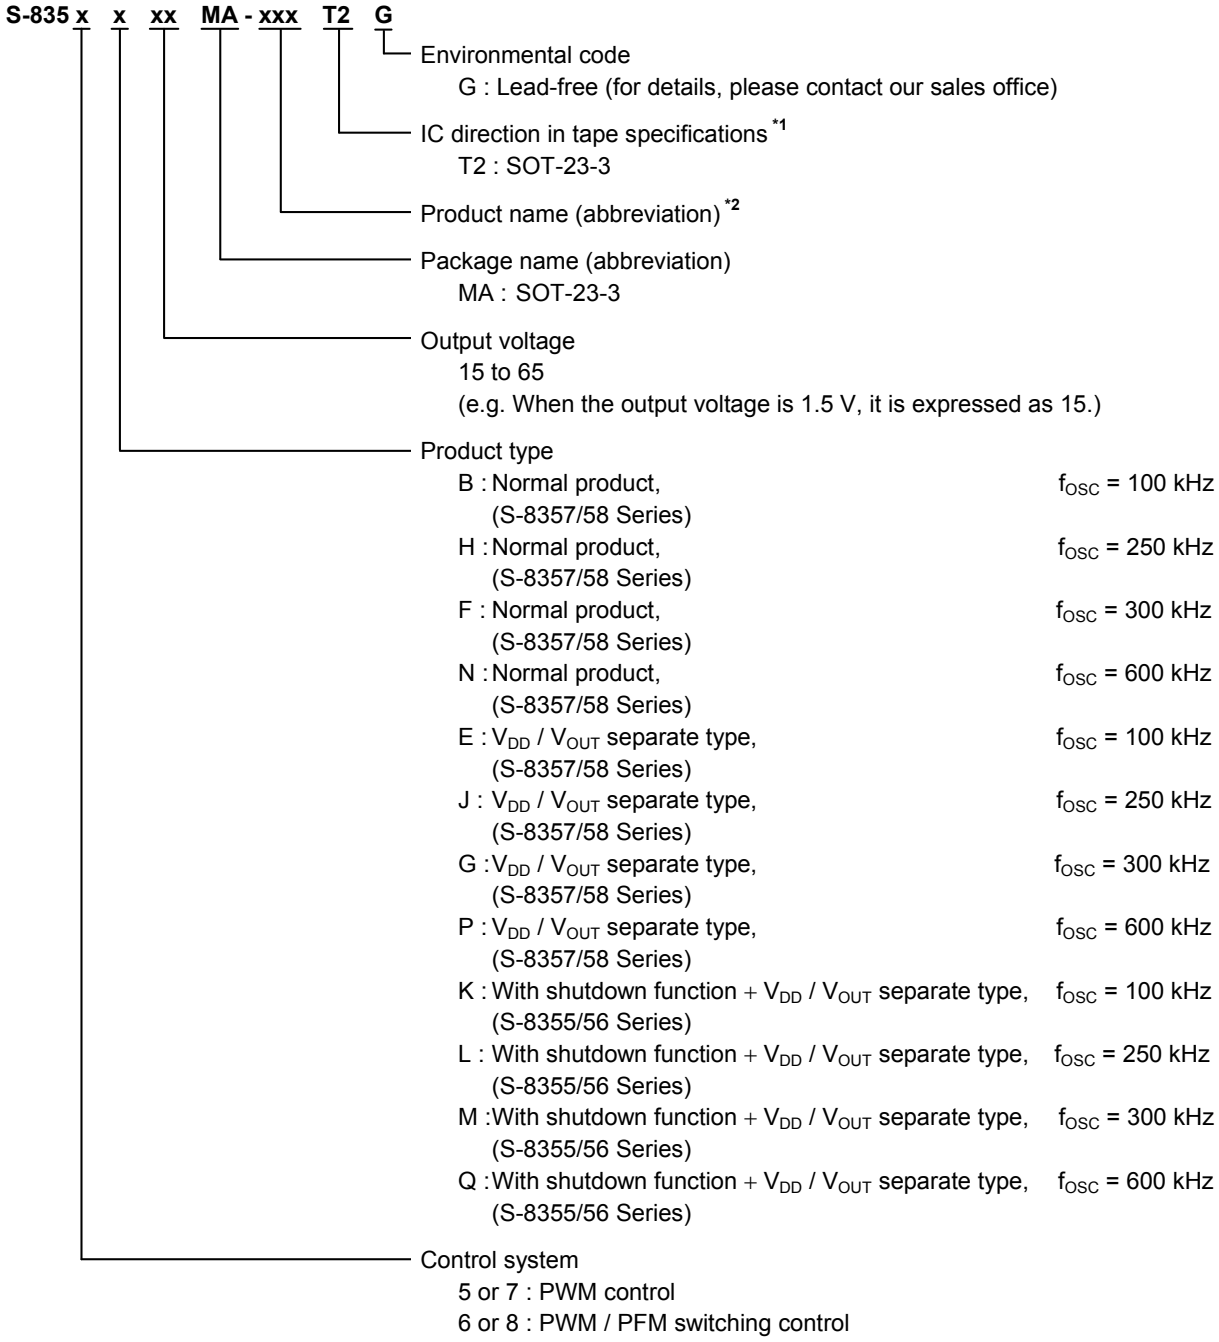 S-835 x x xx MA - xxx T2 G
Environmental code
G : Lead-free (for details, please contact our sales office)
IC direction in tape specifications *1
T2 : SOT-23-3
Product name (abbreviation) *2
Package name (abbreviation)
MA : SOT-23-3
Output voltage
15 to 65
(e.g. When the output voltage is 1.5 V, it is expressed as 15.)
Product type
B : Normal product, fOSC = 100 kHz
(S-8357/58 Series)
H : Normal product, fOSC = 250 kHz
(S-8357/58 Series)
F : Normal product, fOSC = 300 kHz
(S-8357/58 Series)
N : Normal product, fOSC = 600 kHz
(S-8357/58 Series)
E : VDD / VOUT separate type, fOSC = 100 kHz
(S-8357/58 Series)
J : VDD / VOUT separate type, fOSC = 250 kHz
(S-8357/58 Series)
G : VDD / VOUT separate type, fOSC = 300 kHz
(S-8357/58 Series)
P : VDD / VOUT separate type, fOSC = 600 kHz
(S-8357/58 Series)
K : With shutdown function + VDD / VOUT separate type, fOSC = 100 kHz
(S-8355/56 Series)
L : With shutdown function + VDD / VOUT separate type, fOSC = 250 kHz
(S-8355/56 Series)
M : With shutdown function + VDD / VOUT separate type, fOSC = 300 kHz
(S-8355/56 Series)
Q : With shutdown function + VDD / VOUT separate type, fOSC = 600 kHz
(S-8355/56 Series)
Control system
5 or 7 : PWM control
6 or 8 : PWM / PFM switching control